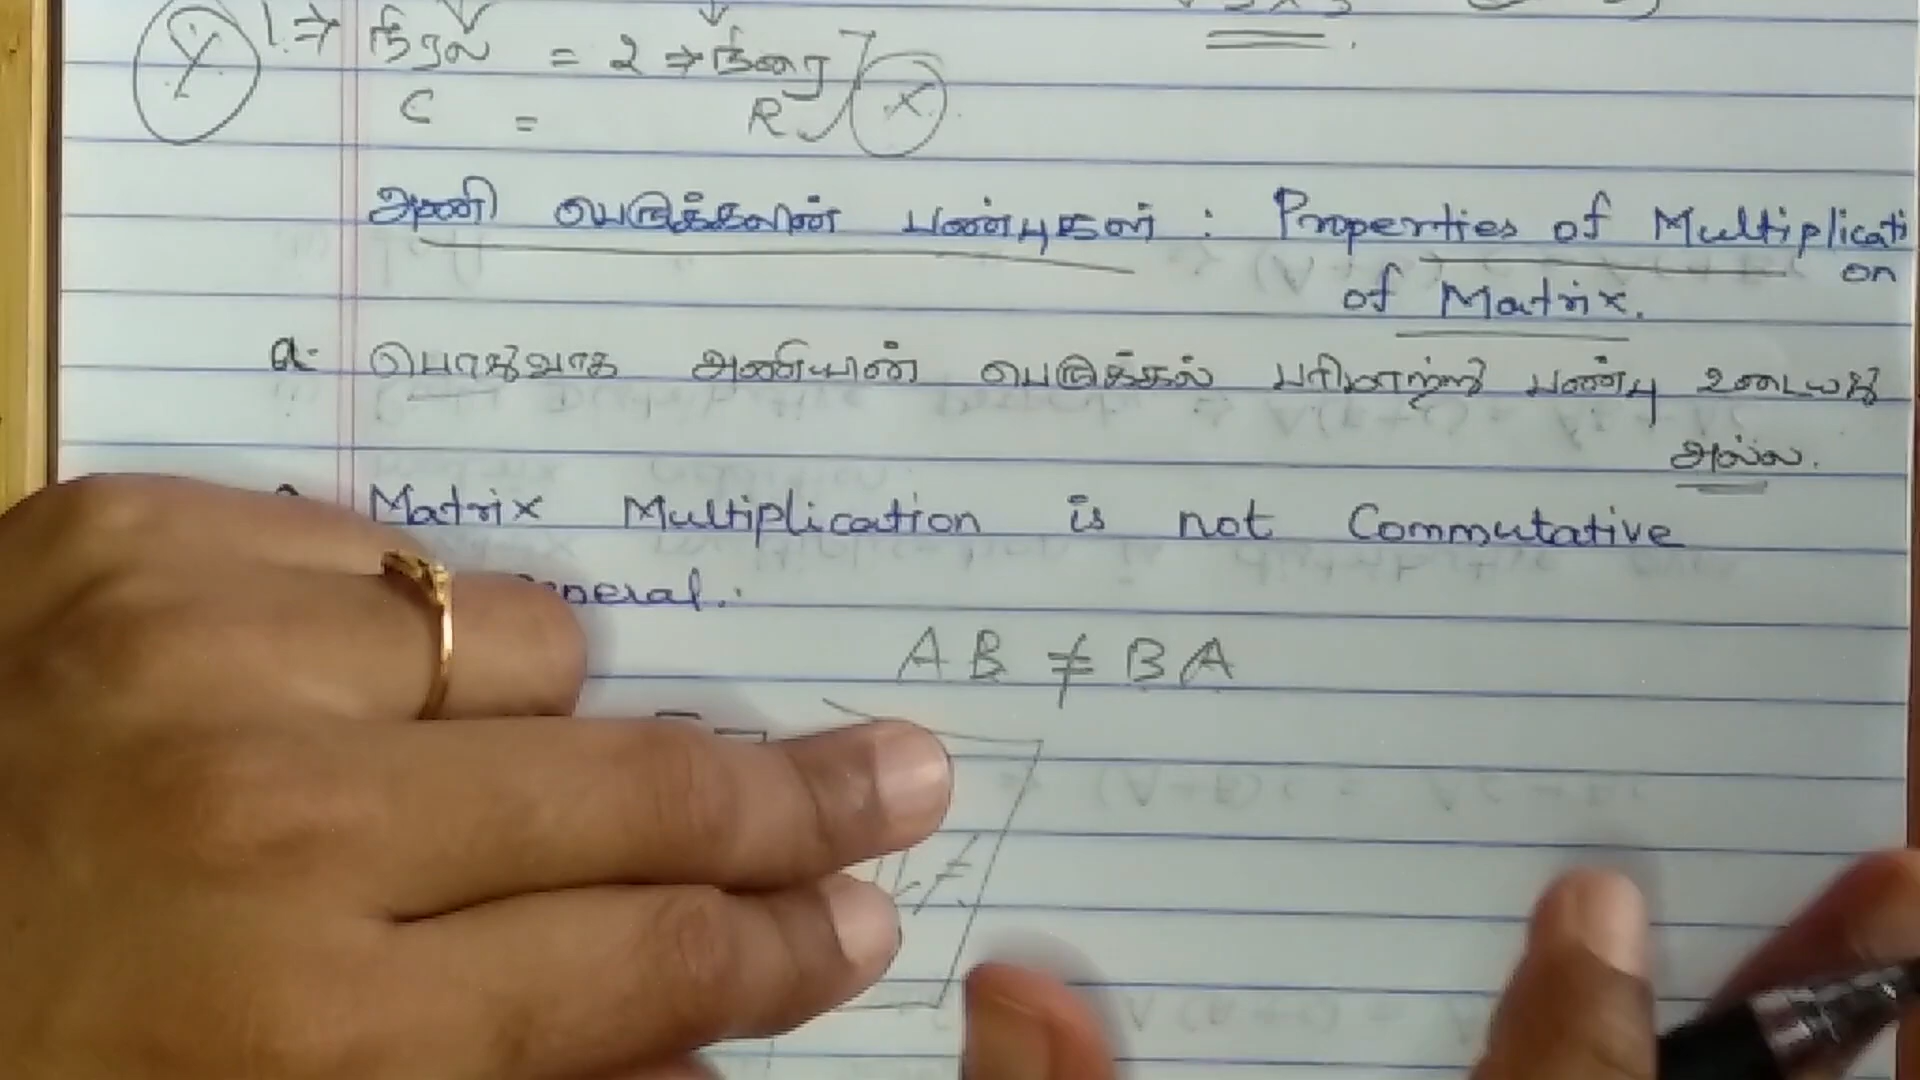 1. ⇒ நிரல் = 2 ⇒ நிரை
C = R
அணி பெருக்கலின் பண்புகள் : Properties of Multiplication
of Matrix.
a. பொதுவாக அணியின் பெருக்கல் பரிமாற்று பண்பு உடையது
அல்ல.
Matrix Multiplication is not Commutative
AB ≠ BA